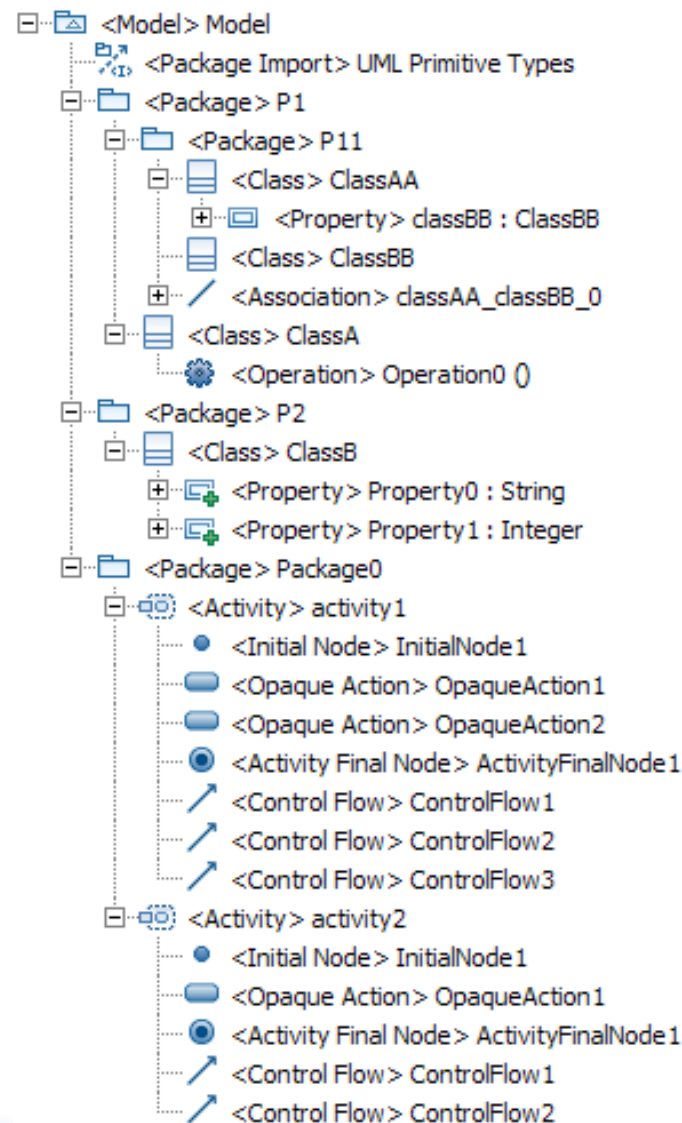 <Model> Model
<Package Import> UML Primitive Types
<Package> P1
<Package> P11
<Class> ClassAA
<Property> classBB : ClassBB
<Class> ClassBB
<Association> classAA_classBB_0
<Class> ClassA
<Operation> Operation0 ()
<Package> P2
<Class> ClassB
<Property> Property0 : String
<Property> Property1 : Integer
<Package> Package0
<Activity> activity1
<Initial Node> InitialNode1
<Opaque Action> OpaqueAction1
<Opaque Action> OpaqueAction2
<Activity Final Node> ActivityFinalNode1
<Control Flow> ControlFlow1
<Control Flow> ControlFlow2
<Control Flow> ControlFlow3
<Activity> activity2
<Initial Node> InitialNode1
<Opaque Action> OpaqueAction1
<Activity Final Node> ActivityFinalNode1
<Control Flow> ControlFlow1
<Control Flow> ControlFlow2